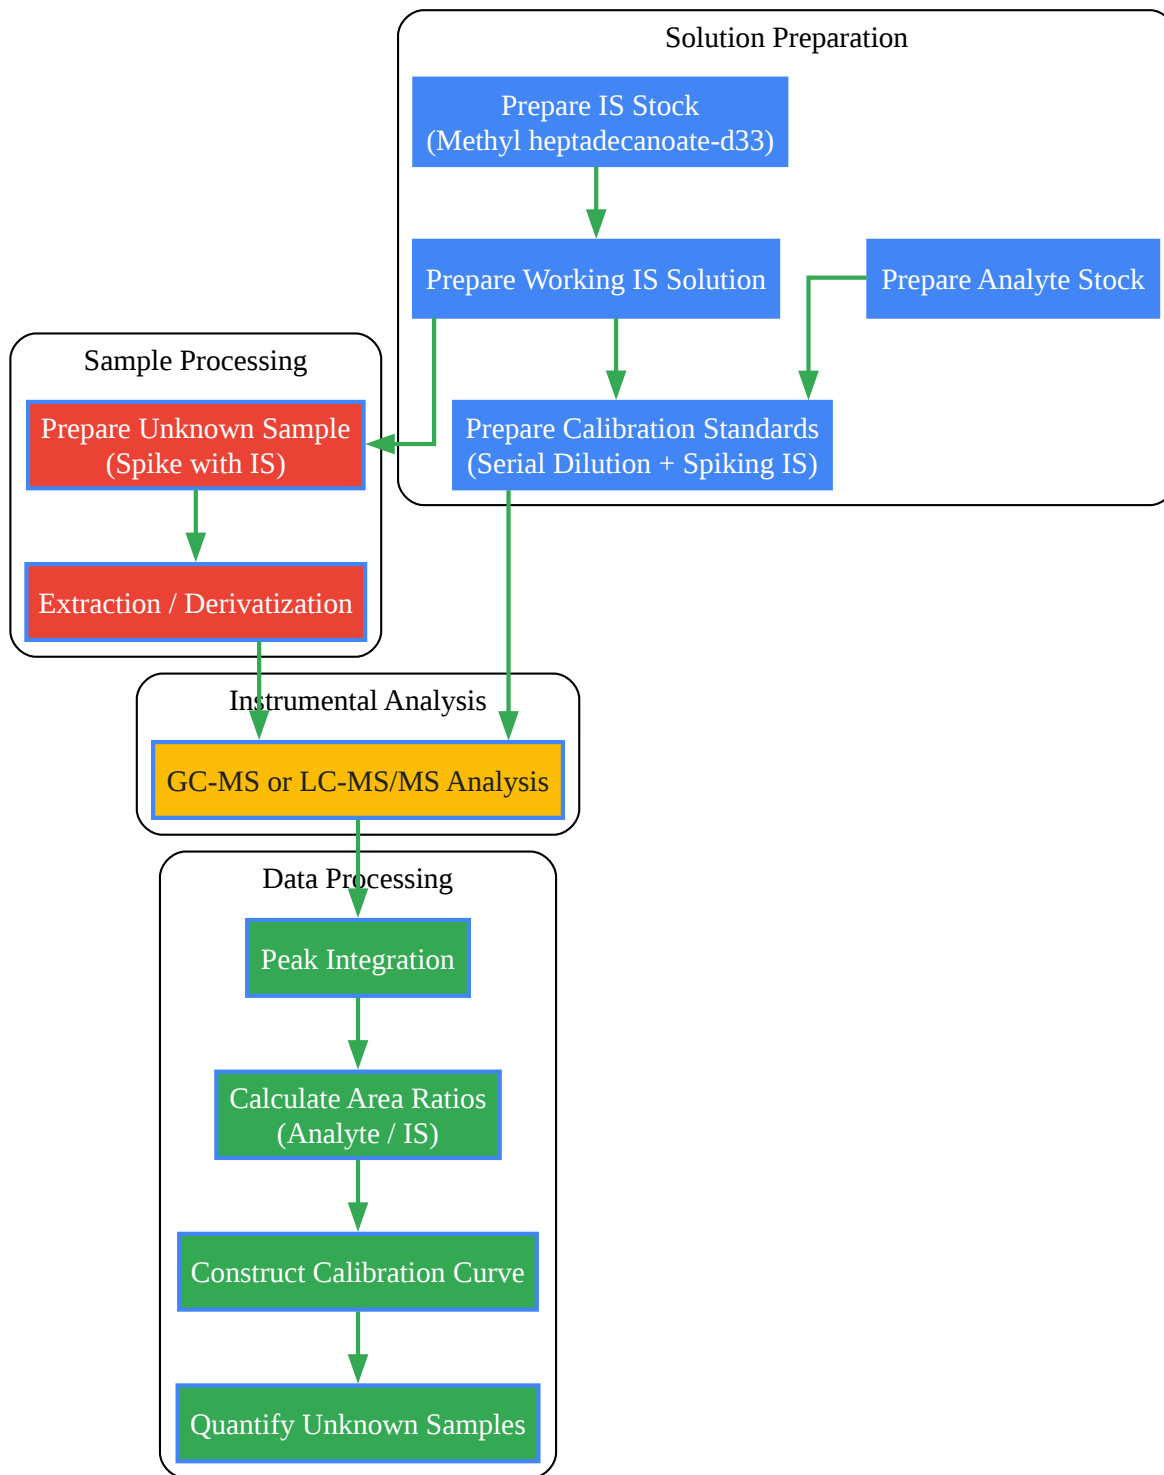 Solution Preparation
Prepare IS Stock
(Methyl heptadecanoate-d33)
Prepare Working IS Solution
Prepare Analyte Stock
Prepare Calibration Standards
(Serial Dilution + Spiking IS)
Sample Processing
Prepare Unknown Sample
(Spike with IS)
Extraction / Derivatization
Instrumental Analysis
GC-MS or LC-MS/MS Analysis
Data Processing
Peak Integration
Calculate Area Ratios
(Analyte / IS)
Construct Calibration Curve
Quantify Unknown Samples